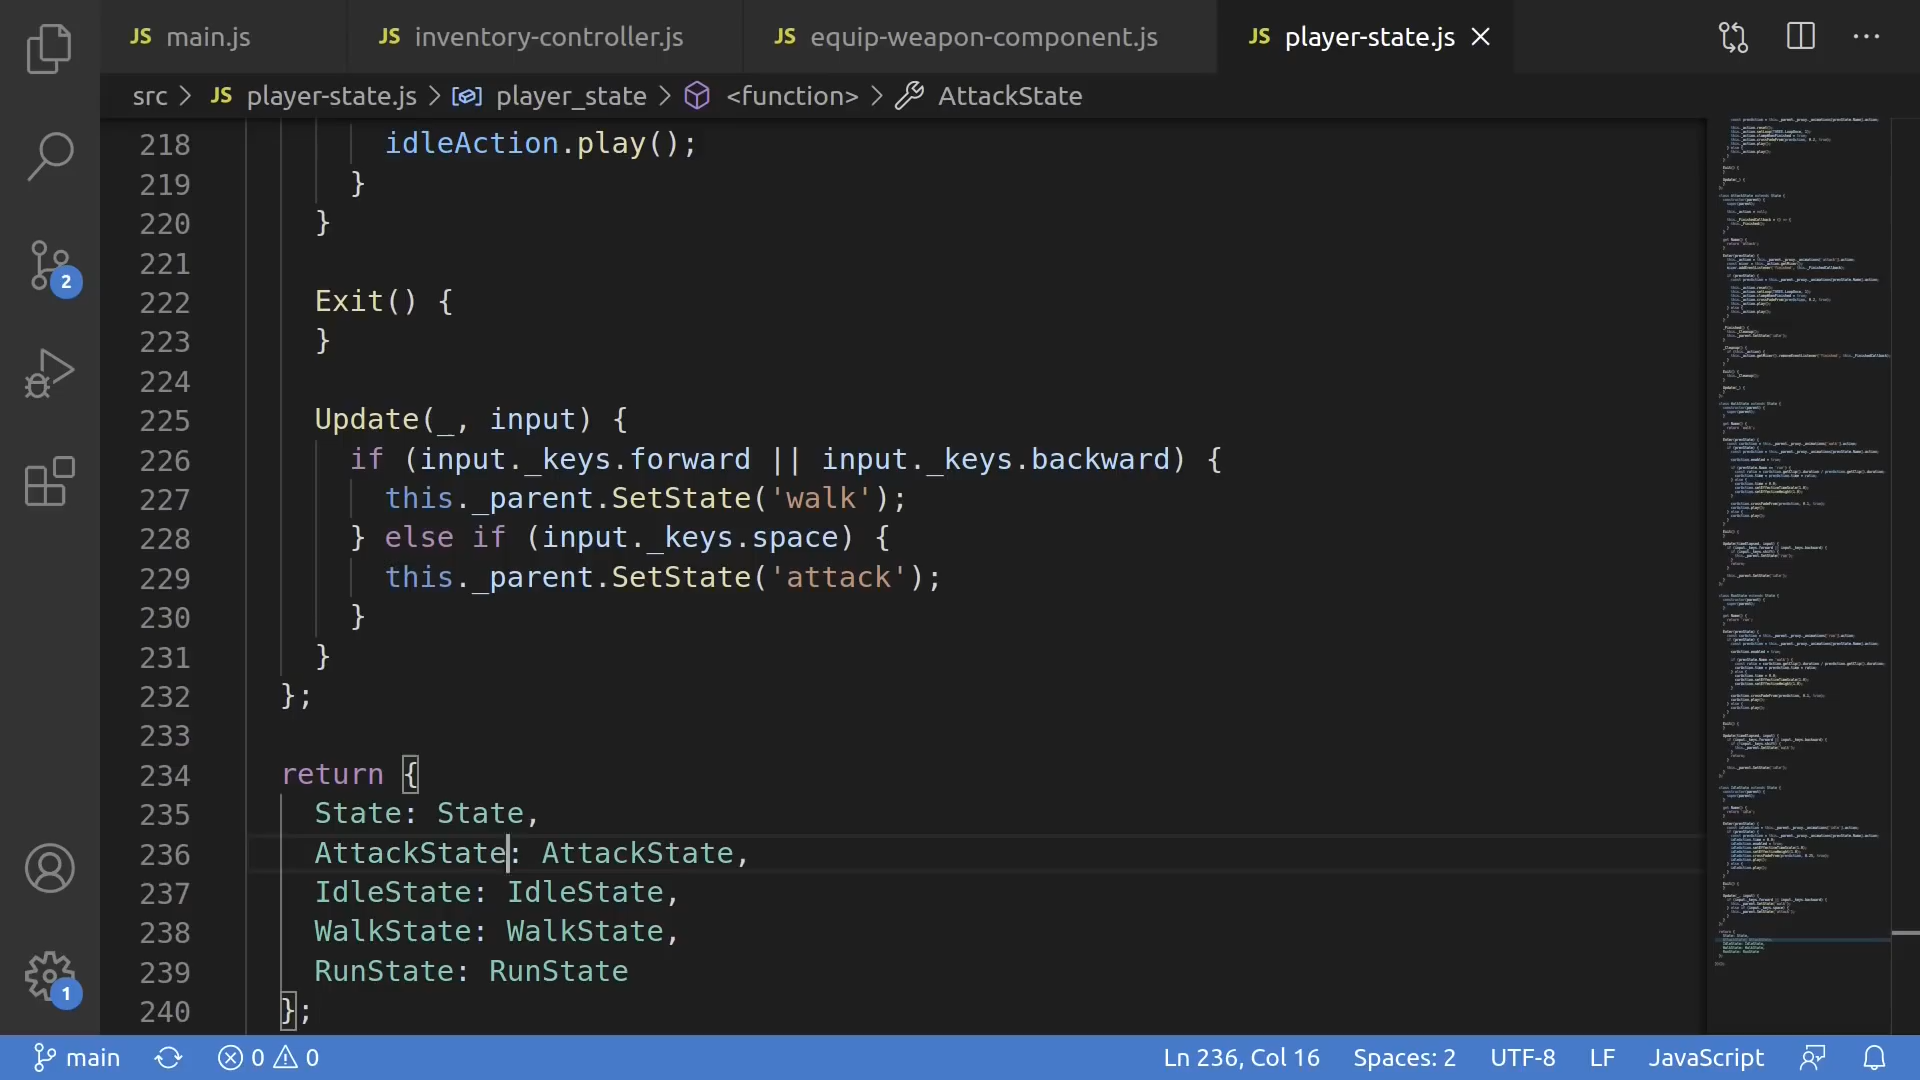 JS main.js
JS inventory-controller.js
JS equip-weapon-component.js
JS player-state.js
src > JS player-state.js > player_state > <function> > AttackState
218 idleAction.play();
219 }
220 }
221
222 Exit() {
223 }
224
225 Update(_, input) {
226 if (input._keys.forward || input._keys.backward) {
227 this._parent.SetState('walk');
228 } else if (input._keys.space) {
229 this._parent.SetState('attack');
230 }
231 }
232 };
233
234 return {
235 State: State,
236 AttackState: AttackState,
237 IdleState: IdleState,
238 WalkState: WalkState,
239 RunState: RunState
240 };
2
1
main 0 0 Ln 236, Col 16 Spaces: 2 UTF-8 LF JavaScript